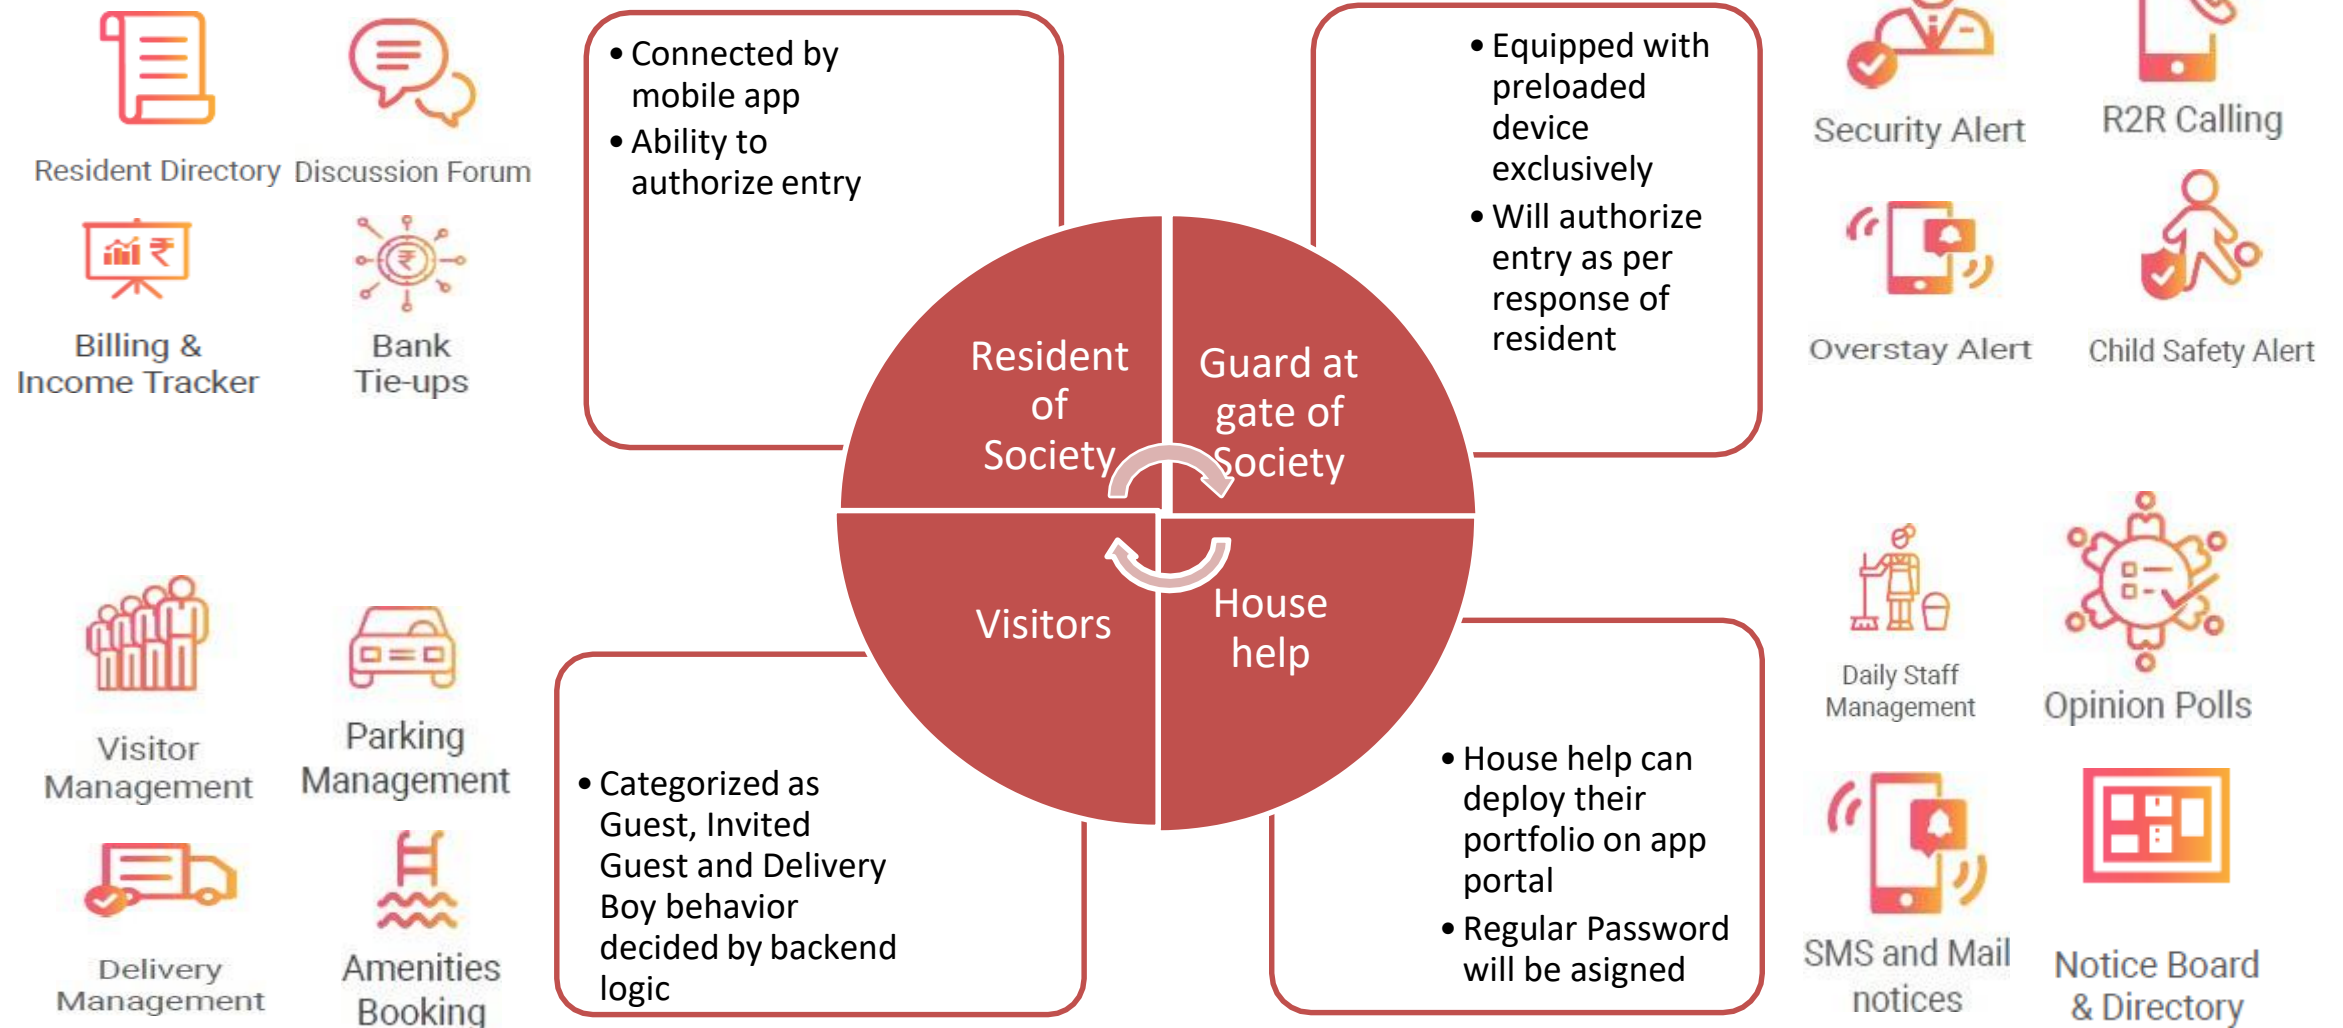 Resident Directory
Discussion Forum
Billing &
Income Tracker
Bank
Tie-ups
• Connected by
mobile app
• Ability to
authorize entry
• Equipped with
preloaded
device
exclusively
• Will authorize
entry as per
response of
resident
Security Alert
R2R Calling
Overstay Alert
Child Safety Alert
Resident
of
Society
Guard at
gate of
Society
Visitors
House
help
Visitor
Management
Parking
Management
Delivery
Management
Amenities
Booking
• Categorized as
Guest, Invited
Guest and Delivery
Boy behavior
decided by backend
logic
• House help can
deploy their
portfolio on app
portal
• Regular Password
will be asigned
Daily Staff
Management
Opinion Polls
SMS and Mail
notices
Notice Board
& Directory